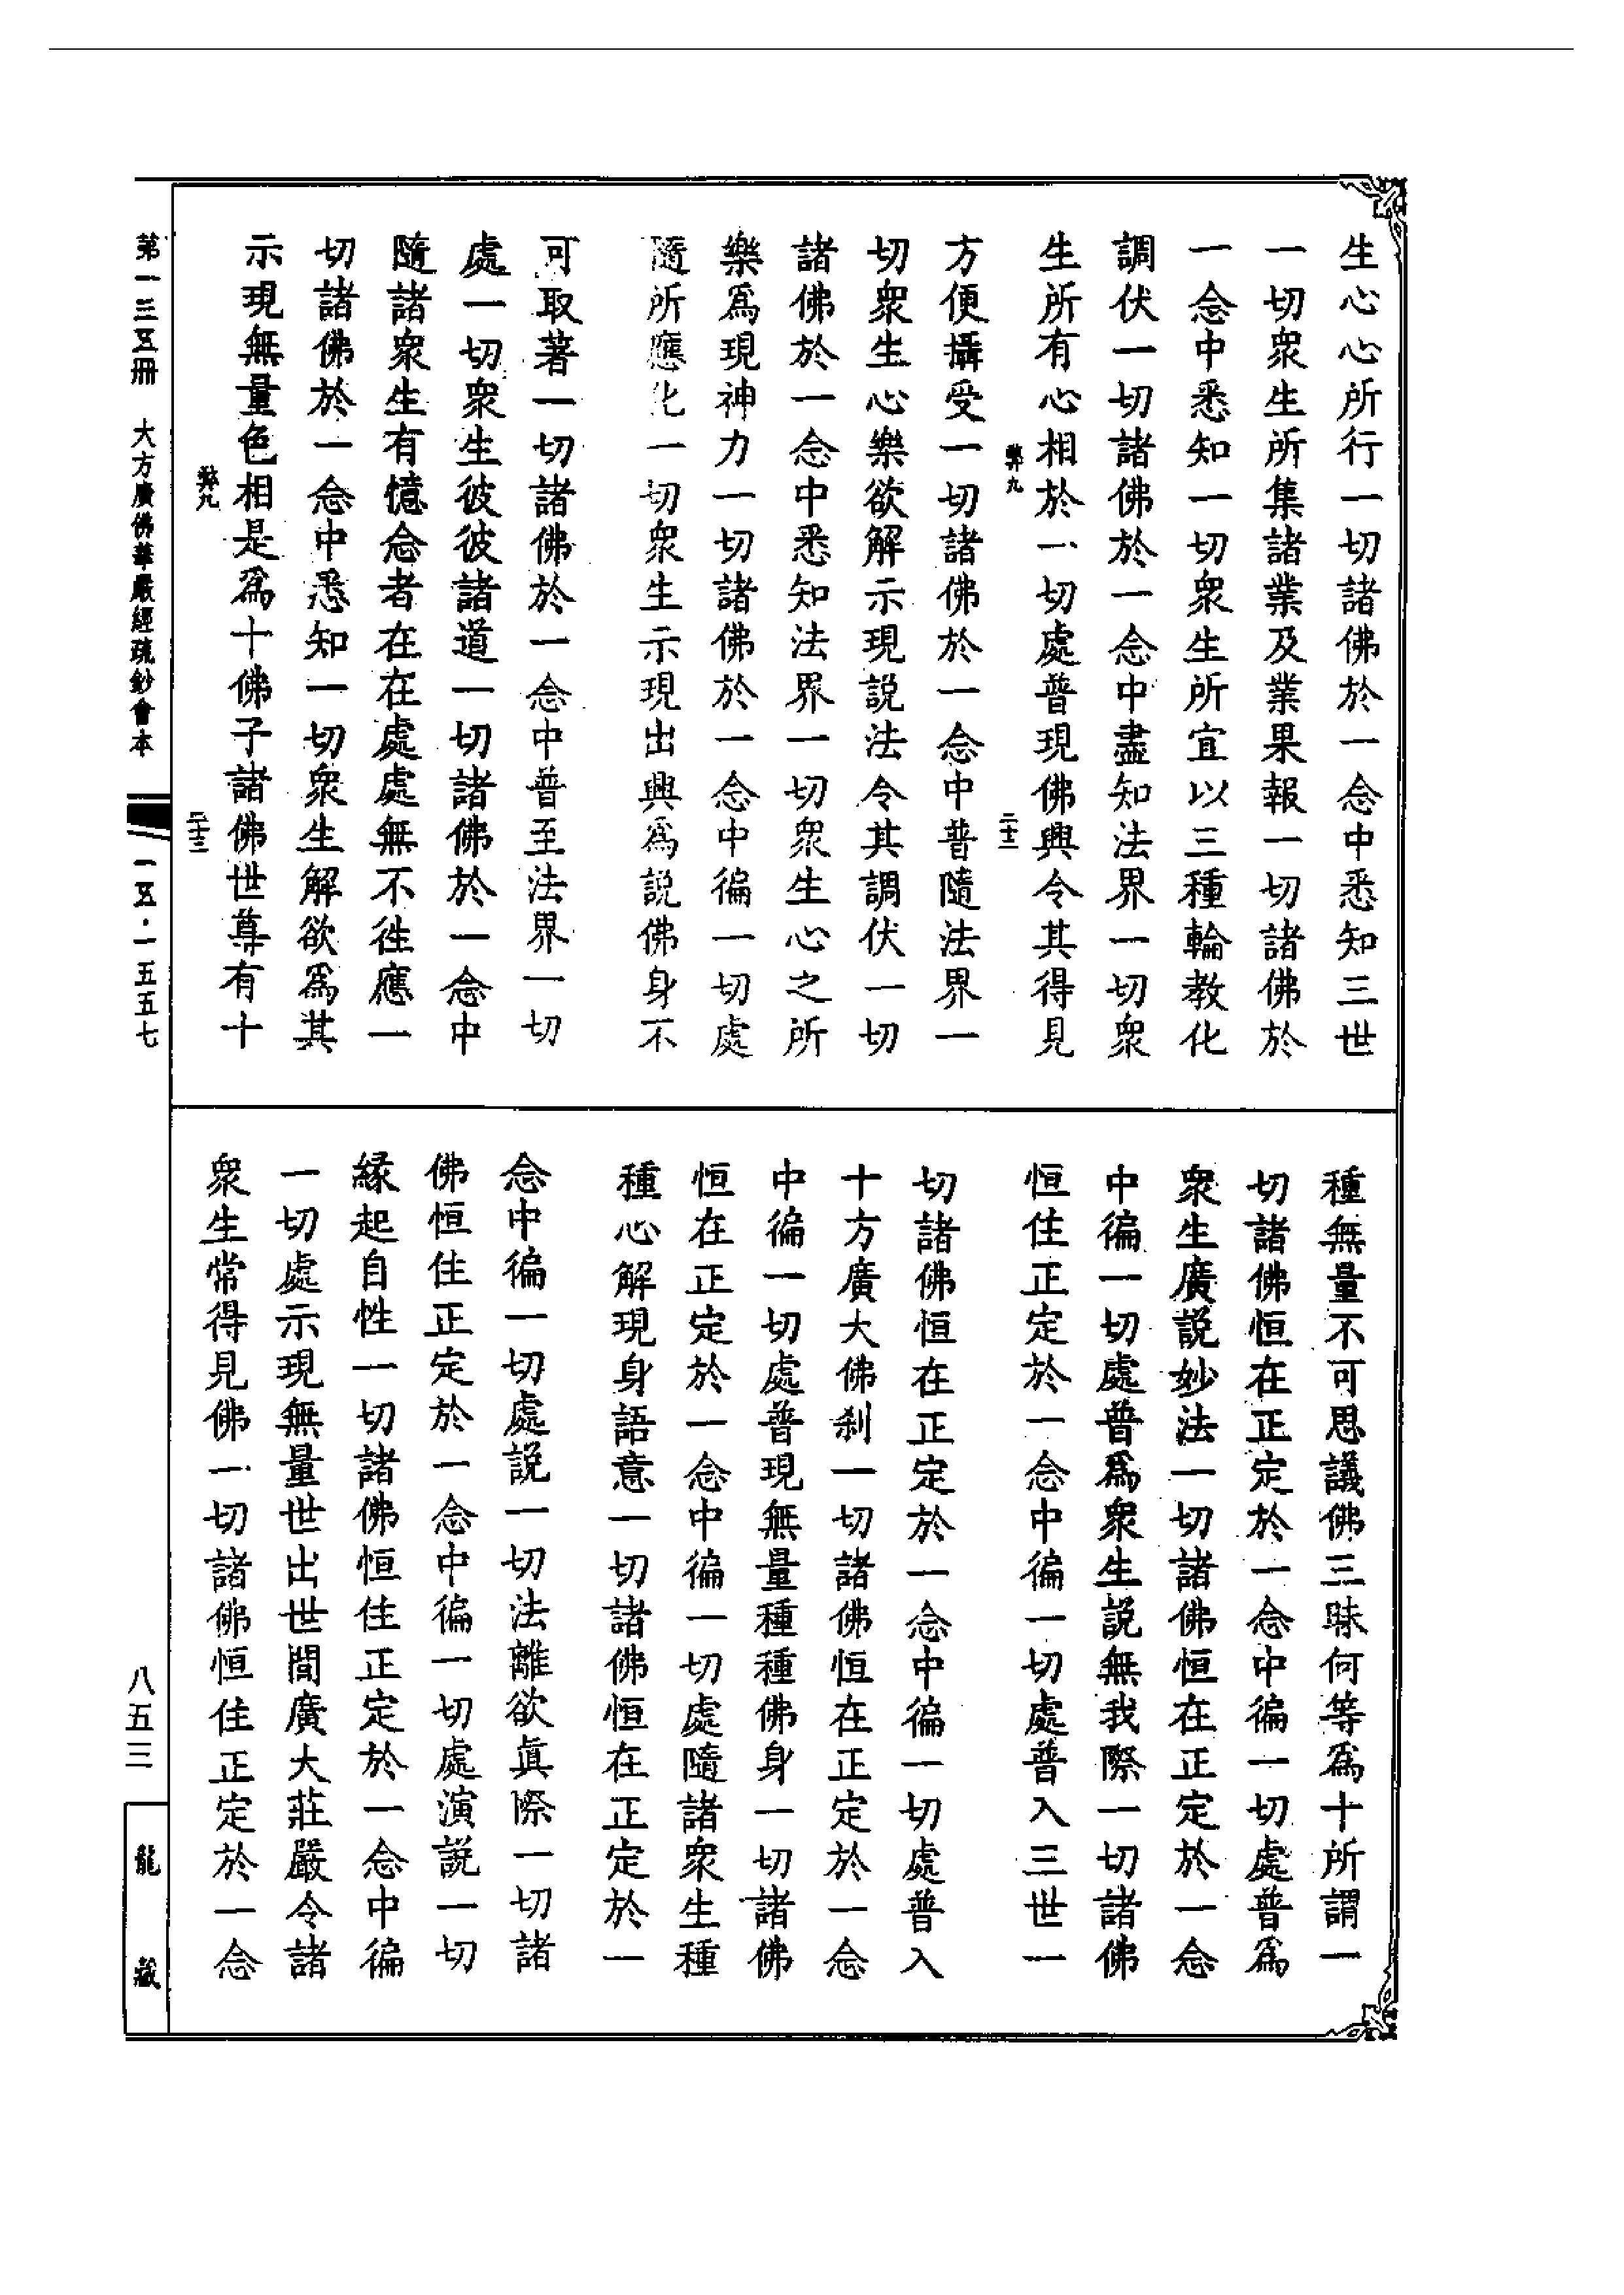 生心心所行一切諸佛於一念中悉知三世
一切衆生所集諸業及業果報一切諸佛於
一念中悉知一切衆生所宜以三種輪教化
調伏一切諸佛於一念中盡知法界一切衆
生所有心相於一切處普現佛興令其得見
弊九
二十二
方便攝受一切諸佛於一念中普隨法界一
切衆生心樂欲解示現説法令其調伏一切
諸佛於一念中悉知法界一切衆生心之所
樂爲現神力一切諸佛於一念中徧一切處
隨所應化一切衆生示現出興爲説佛身不
可取著一切諸佛於一念中普至法界一切
處一切衆生彼彼諸道一切諸佛於一念中
隨諸衆生有憶念者在在處處無不徃應一
切諸佛於一念中悉知一切衆生解欲爲其
示現無量色相是爲十佛子諸佛世尊有十
弊九
二十三
種無量不可思議佛三昧何等爲十所謂一
切諸佛恒在正定於一念中徧一切處普爲
衆生廣説妙法一切諸佛恒在正定於一念
中徧一切處普爲衆生説無我際一切諸佛
恒住正定於一念中徧一切處普入三世一
切諸佛恒在正定於一念中徧一切處普入
十方廣大佛刹一切諸佛恒在正定於一念
中徧一切處普現無量種種佛身一切諸佛
恒在正定於一念中徧一切處隨諸衆生種
種心解現身語意一切諸佛恒在正定於一
念中徧一切處説一切法離欲眞際一切諸
佛恒住正定於一念中徧一切處演説一切
緣起自性一切諸佛恒住正定於一念中徧
一切處示現無量世出世間廣大莊嚴令諸
衆生常得見佛一切諸佛恒住正定於一念
第一三五冊 大方廣佛華嚴經疏鈔會本
一五·一五五七
八五三
龍藏